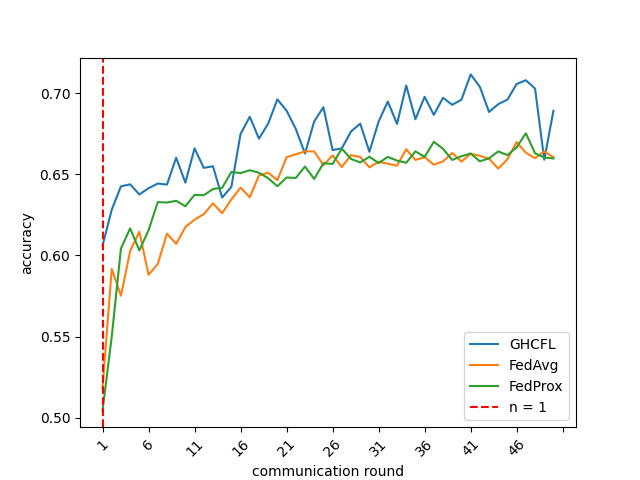 0.70
0.65
0.60
0.55
0.50
accuracy
GHCFL
FedAvg
FedProx
n = 1
1
6
11
16
21
26
31
36
41
46
communication round